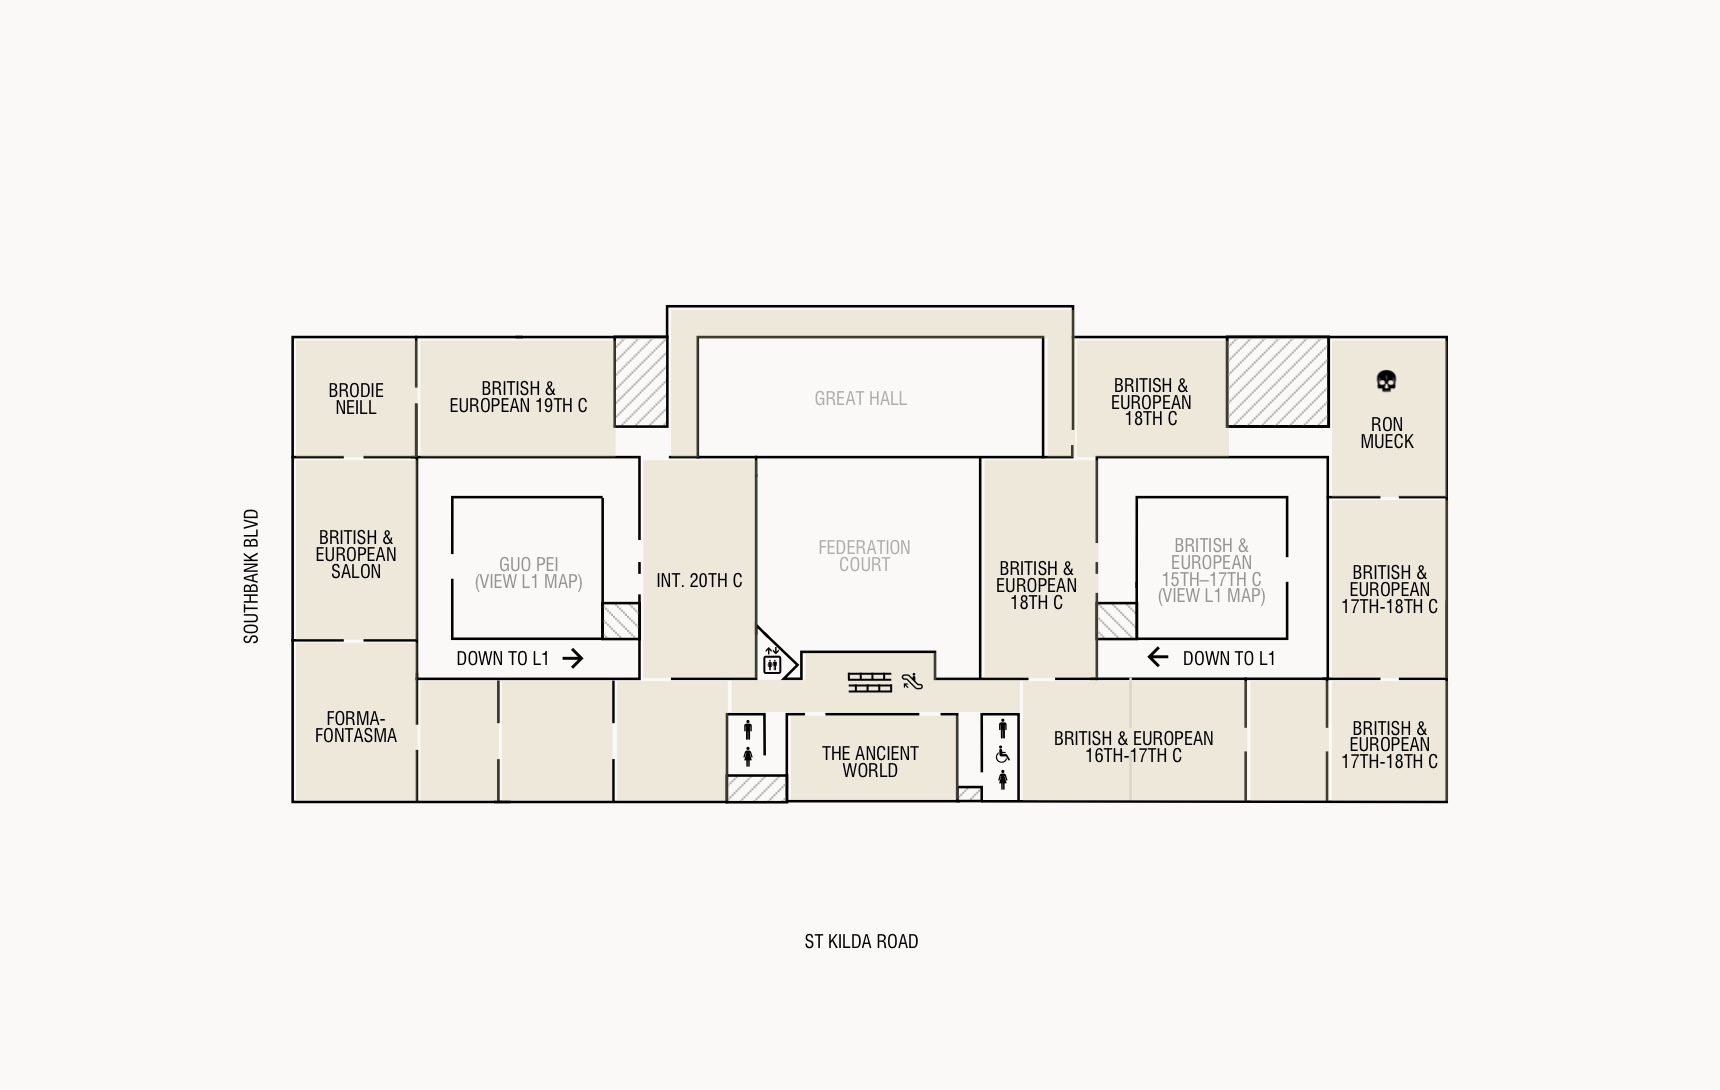 BRODIE
NEILL
BRITISH &
EUROPEAN 19TH C
GREAT HALL
BRITISH &
EUROPEAN
18TH C
RON
MUECK
SOUTHBANK BLVD
BRITISH &
EUROPEAN
SALON
GUO PEI
(VIEW L1 MAP)
INT. 20TH C
FEDERATION
COURT
BRITISH &
EUROPEAN
18TH C
BRITISH &
EUROPEAN
15TH–17TH C
(VIEW L1 MAP)
BRITISH &
EUROPEAN
17TH-18TH C
DOWN TO L1
DOWN TO L1
FORMA-
FONTASMA
THE ANCIENT
WORLD
BRITISH & EUROPEAN
16TH-17TH C
BRITISH &
EUROPEAN
17TH-18TH C
ST KILDA ROAD